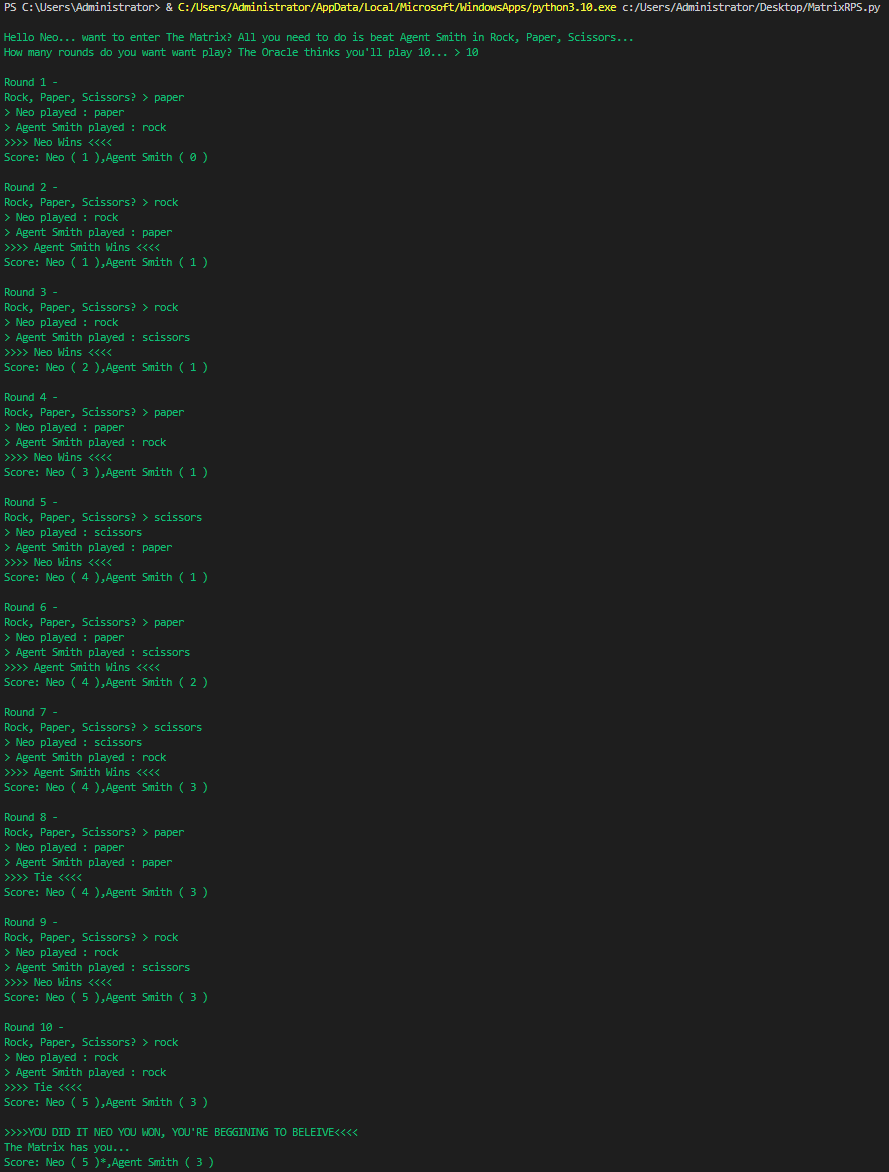 PS C:\Users\Administrator> & C:/Users/Administrator/AppData/Local/Microsoft/WindowsApps/python3.10.exe c:/Users/Administrator/Desktop/MatrixRPS.py
Hello Neo... want to enter The Matrix? All you need to do is beat Agent Smith in Rock, Paper, Scissors...
How many rounds do you want want play? The Oracle thinks you'll play 10... > 10
Round 1 -
Rock, Paper, Scissors? > paper
> Neo played : paper
> Agent Smith played : rock
>>>> Neo Wins <<<<
Score: Neo ( 1 ),Agent Smith ( 0 )
Round 2 -
Rock, Paper, Scissors? > rock
> Neo played : rock
> Agent Smith played : paper
>>>> Agent Smith Wins <<<<
Score: Neo ( 1 ),Agent Smith ( 1 )
Round 3 -
Rock, Paper, Scissors? > rock
> Neo played : rock
> Agent Smith played : scissors
>>>> Neo Wins <<<<
Score: Neo ( 2 ),Agent Smith ( 1 )
Round 4 -
Rock, Paper, Scissors? > paper
> Neo played : paper
> Agent Smith played : rock
>>>> Neo Wins <<<<
Score: Neo ( 3 ),Agent Smith ( 1 )
Round 5 -
Rock, Paper, Scissors? > scissors
> Neo played : scissors
> Agent Smith played : paper
>>>> Neo Wins <<<<
Score: Neo ( 4 ),Agent Smith ( 1 )
Round 6 -
Rock, Paper, Scissors? > paper
> Neo played : paper
> Agent Smith played : scissors
>>>> Agent Smith Wins <<<<
Score: Neo ( 4 ),Agent Smith ( 2 )
Round 7 -
Rock, Paper, Scissors? > scissors
> Neo played : scissors
> Agent Smith played : rock
>>>> Agent Smith Wins <<<<
Score: Neo ( 4 ),Agent Smith ( 3 )
Round 8 -
Rock, Paper, Scissors? > paper
> Neo played : paper
> Agent Smith played : paper
>>>> Tie <<<<
Score: Neo ( 4 ),Agent Smith ( 3 )
Round 9 -
Rock, Paper, Scissors? > rock
> Neo played : rock
> Agent Smith played : scissors
>>>> Neo Wins <<<<
Score: Neo ( 5 ),Agent Smith ( 3 )
Round 10 -
Rock, Paper, Scissors? > rock
> Neo played : rock
> Agent Smith played : rock
>>>> Tie <<<<
Score: Neo ( 5 ),Agent Smith ( 3 )
>>>>YOU DID IT NEO YOU WON, YOU'RE BEGGINING TO BELEIVE<<<<
The Matrix has you...
Score: Neo ( 5 )*,Agent Smith ( 3 )